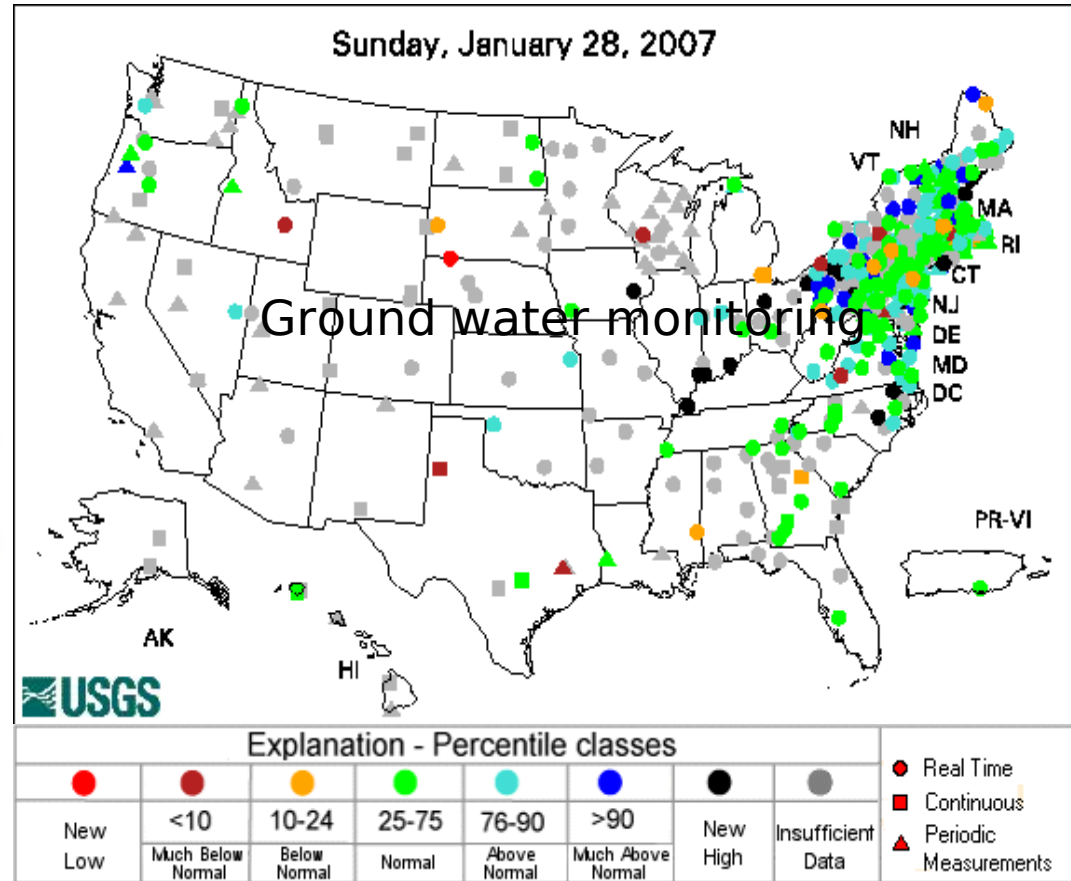 Sunday, January 28, 2007
NH
VT
MA
RI
CT
Ground water monitoring
NJ
DE
MD
DC
PR-VI
AK
HI
USGS
Explanation - Percentile classes
New Low
<10
Much Below Normal
10-24
Below Normal
25-75
Normal
76-90
Above Normal
>90
Much Above Normal
New High
Insufficient Data
Real Time
Continuous
Periodic
Measurements